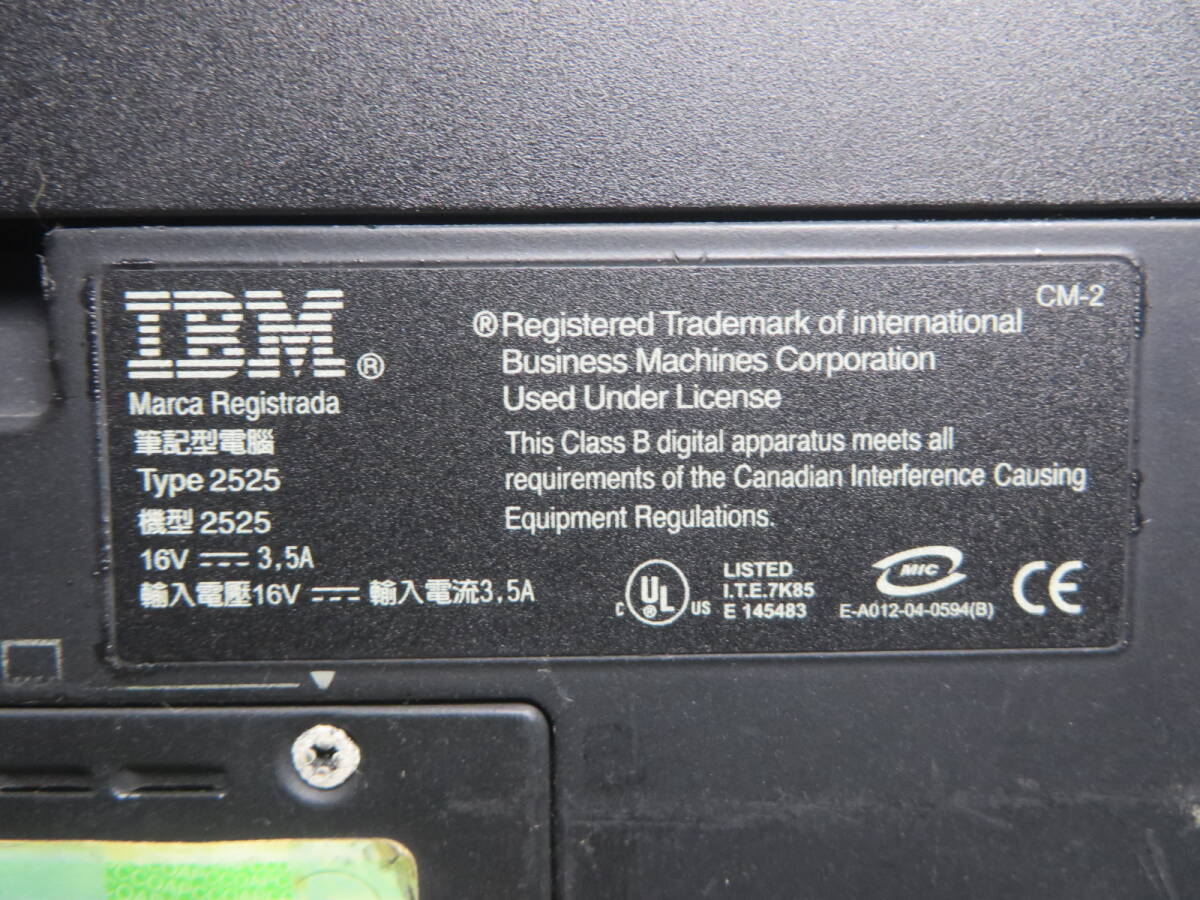 IBM®
Marca Registrada
筆記型電腦
Type 2525
機型 2525
16V 3,5A
輸入電壓16V 輸入電流3,5A
CM-2
®Registered Trademark of international
Business Machines Corporation
Used Under License
This Class B digital apparatus meets all
requirements of the Canadian Interference Causing
Equipment Regulations.
C UL® US
LISTED
I.T.E.7K85
E 145483
MIC
E-A012-04-0594(B)
CE